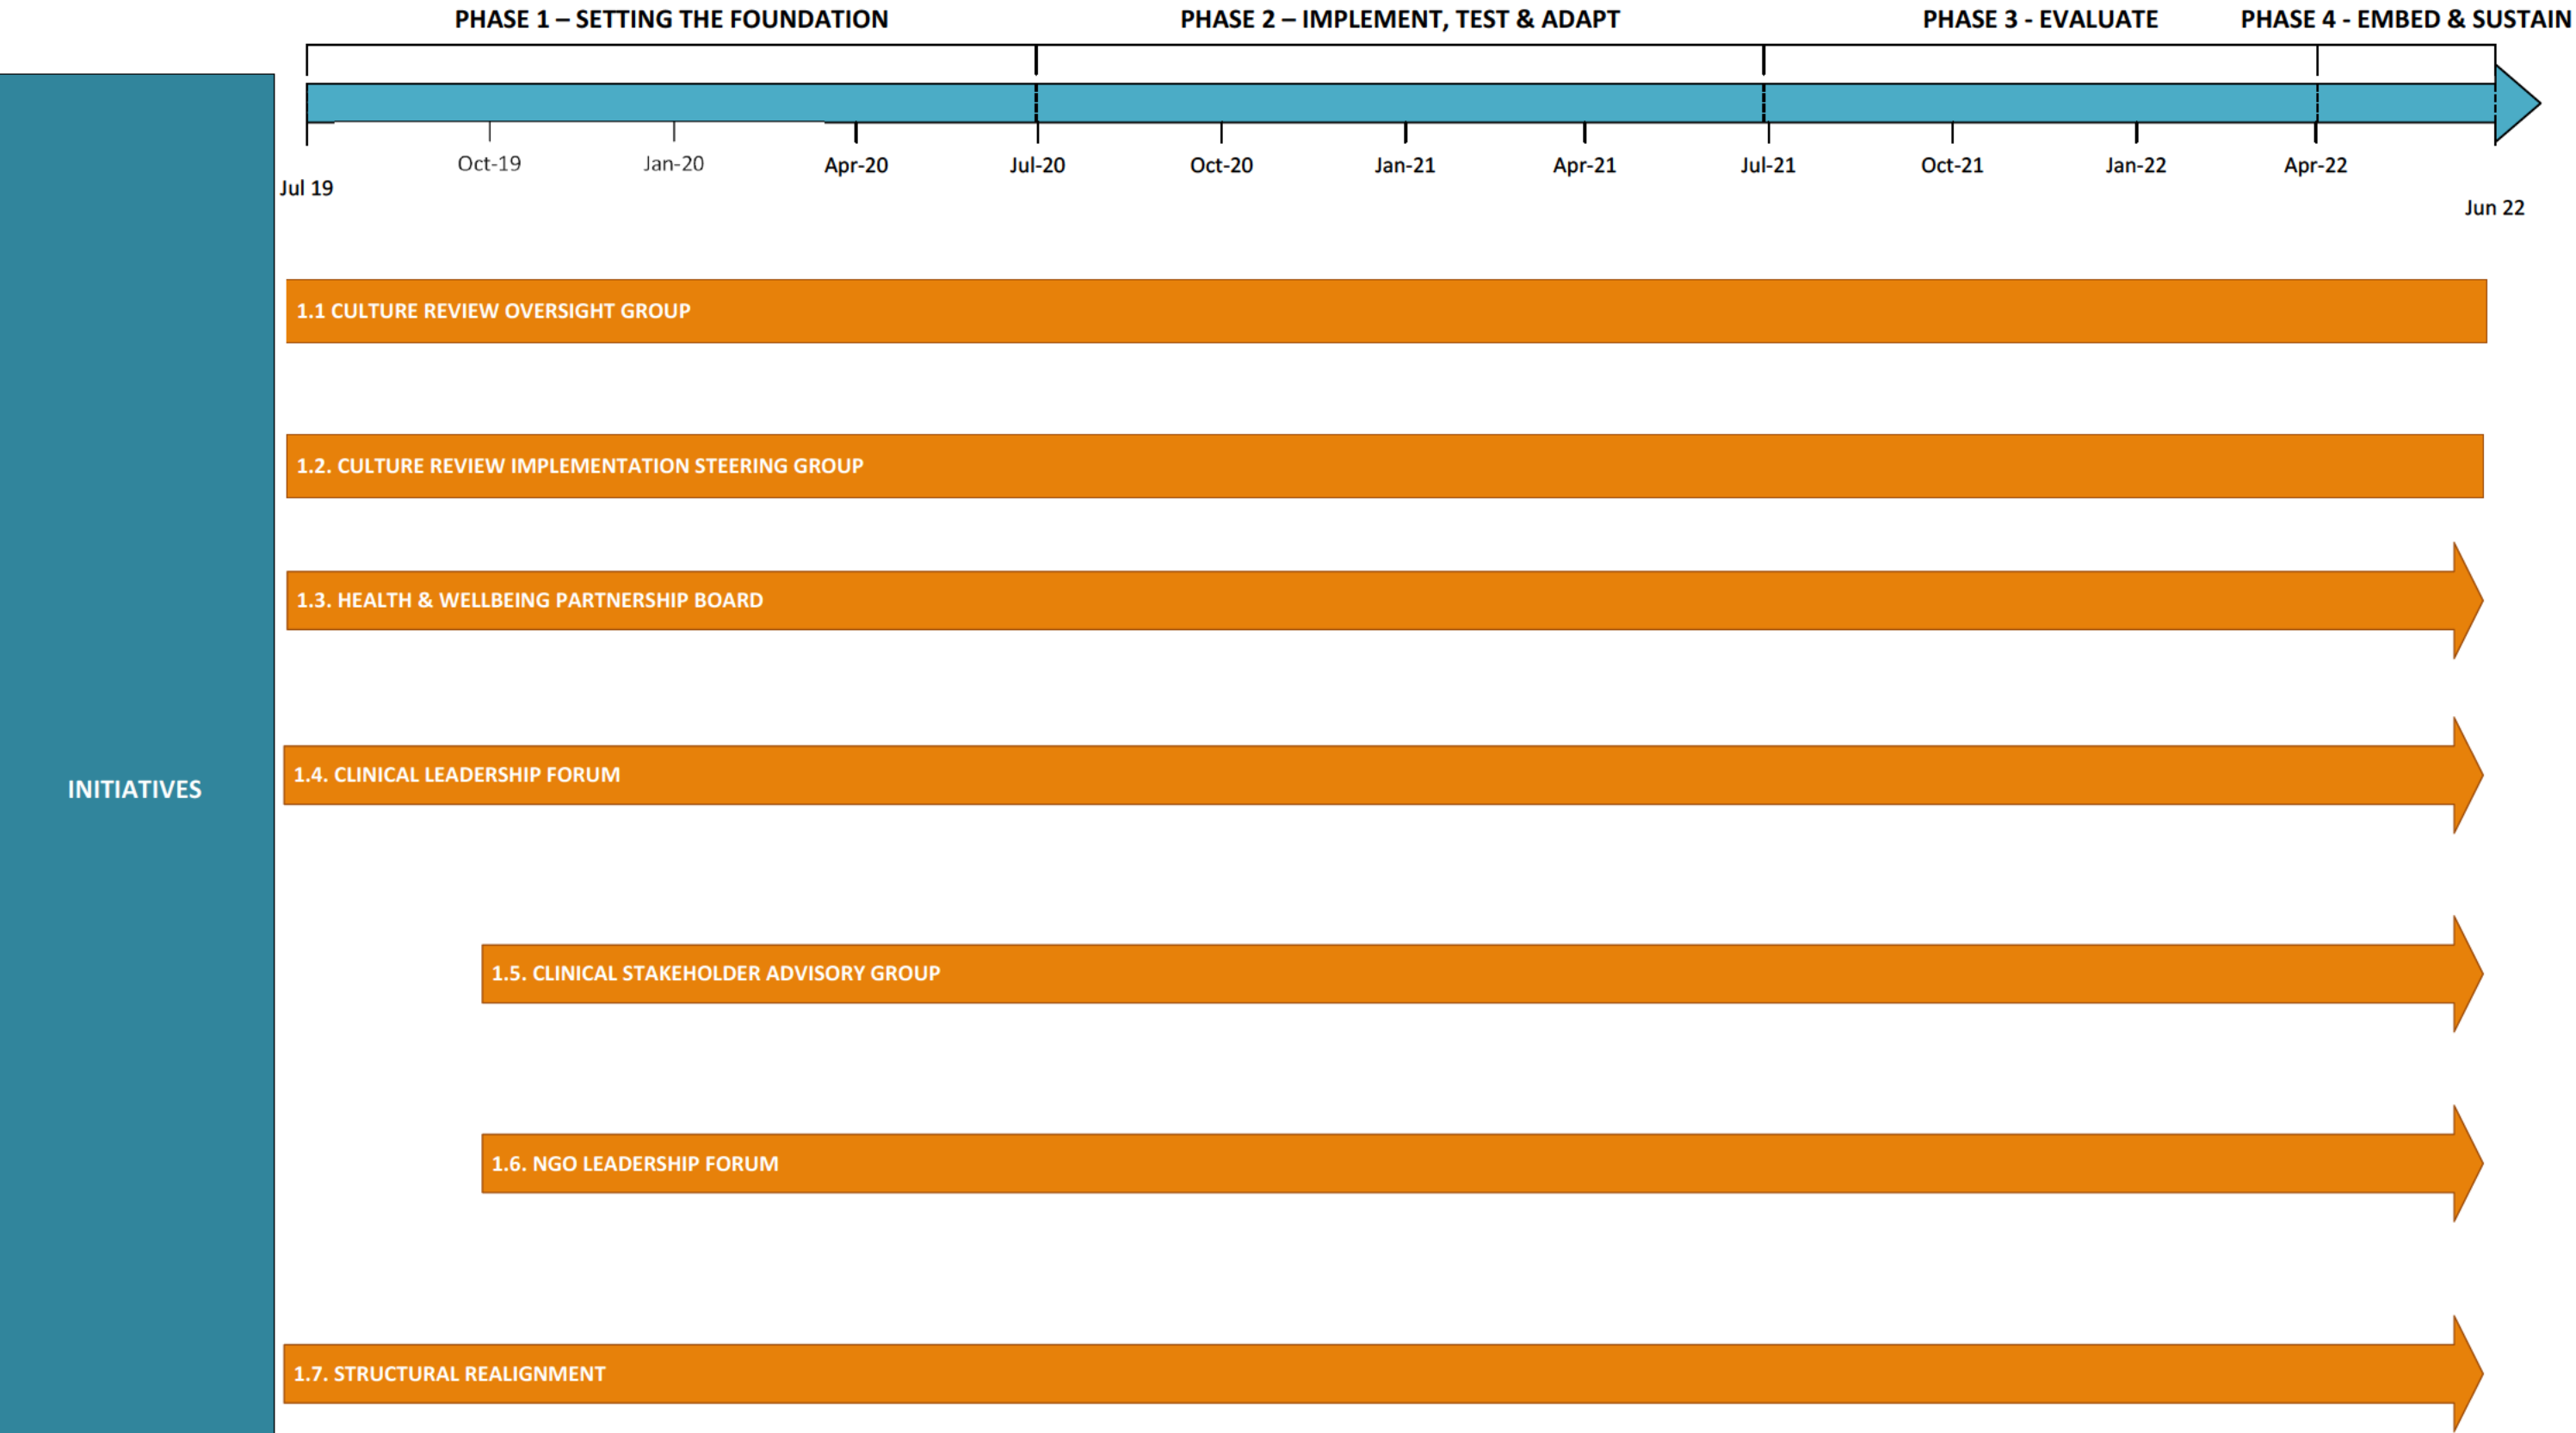 PHASE 1 – SETTING THE FOUNDATION
PHASE 2 – IMPLEMENT, TEST & ADAPT
PHASE 3 - EVALUATE
PHASE 4 - EMBED & SUSTAIN
Jul 19
Oct-19
Jan-20
Apr-20
Jul-20
Oct-20
Jan-21
Apr-21
Jul-21
Oct-21
Jan-22
Apr-22
Jun 22
INITIATIVES
1.1 CULTURE REVIEW OVERSIGHT GROUP
1.2. CULTURE REVIEW IMPLEMENTATION STEERING GROUP
1.3. HEALTH & WELLBEING PARTNERSHIP BOARD
1.4. CLINICAL LEADERSHIP FORUM
1.5. CLINICAL STAKEHOLDER ADVISORY GROUP
1.6. NGO LEADERSHIP FORUM
1.7. STRUCTURAL REALIGNMENT